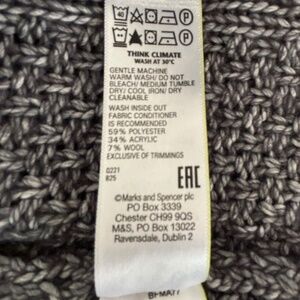 40 P
THINK CLIMATE
WASH AT 30°C
GENTLE MACHINE
WARM WASH/ DO NOT
BLEACH/ MEDIUM TUMBLE
DRY/ COOL IRON/ DRY
CLEANABLE
WASH INSIDE OUT
FABRIC CONDITIONER
IS RECOMMENDED
59% POLYESTER
34% ACRYLIC
7% WOOL
EXCLUSIVE OF TRIMMINGS
0221
825
EAC
©Marks and Spencer plc
PO Box 3339
Chester CH99 9QS
M&S, PO Box 13022
Ravensdale, Dublin 2